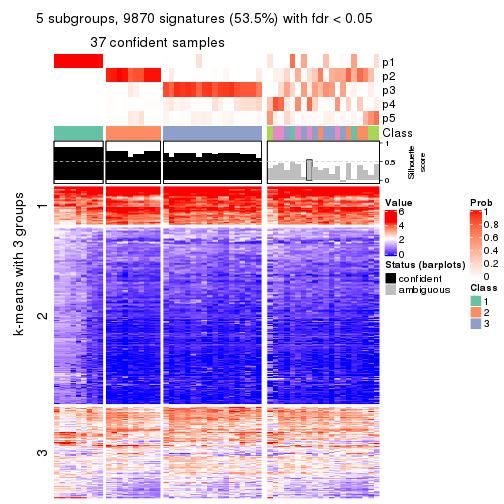 5 subgroups, 9870 signatures (53.5%) with fdr < 0.05
37 confident samples
p1
p2
p3
p4
p5
Class
1
0.5
0
Silhouette
score
k-means with 3 groups
1
2
3
Value
6
4
2
0
Status (barplots)
confident
ambiguous
Prob
1
0.8
0.6
0.4
0.2
0
Class
1
2
3